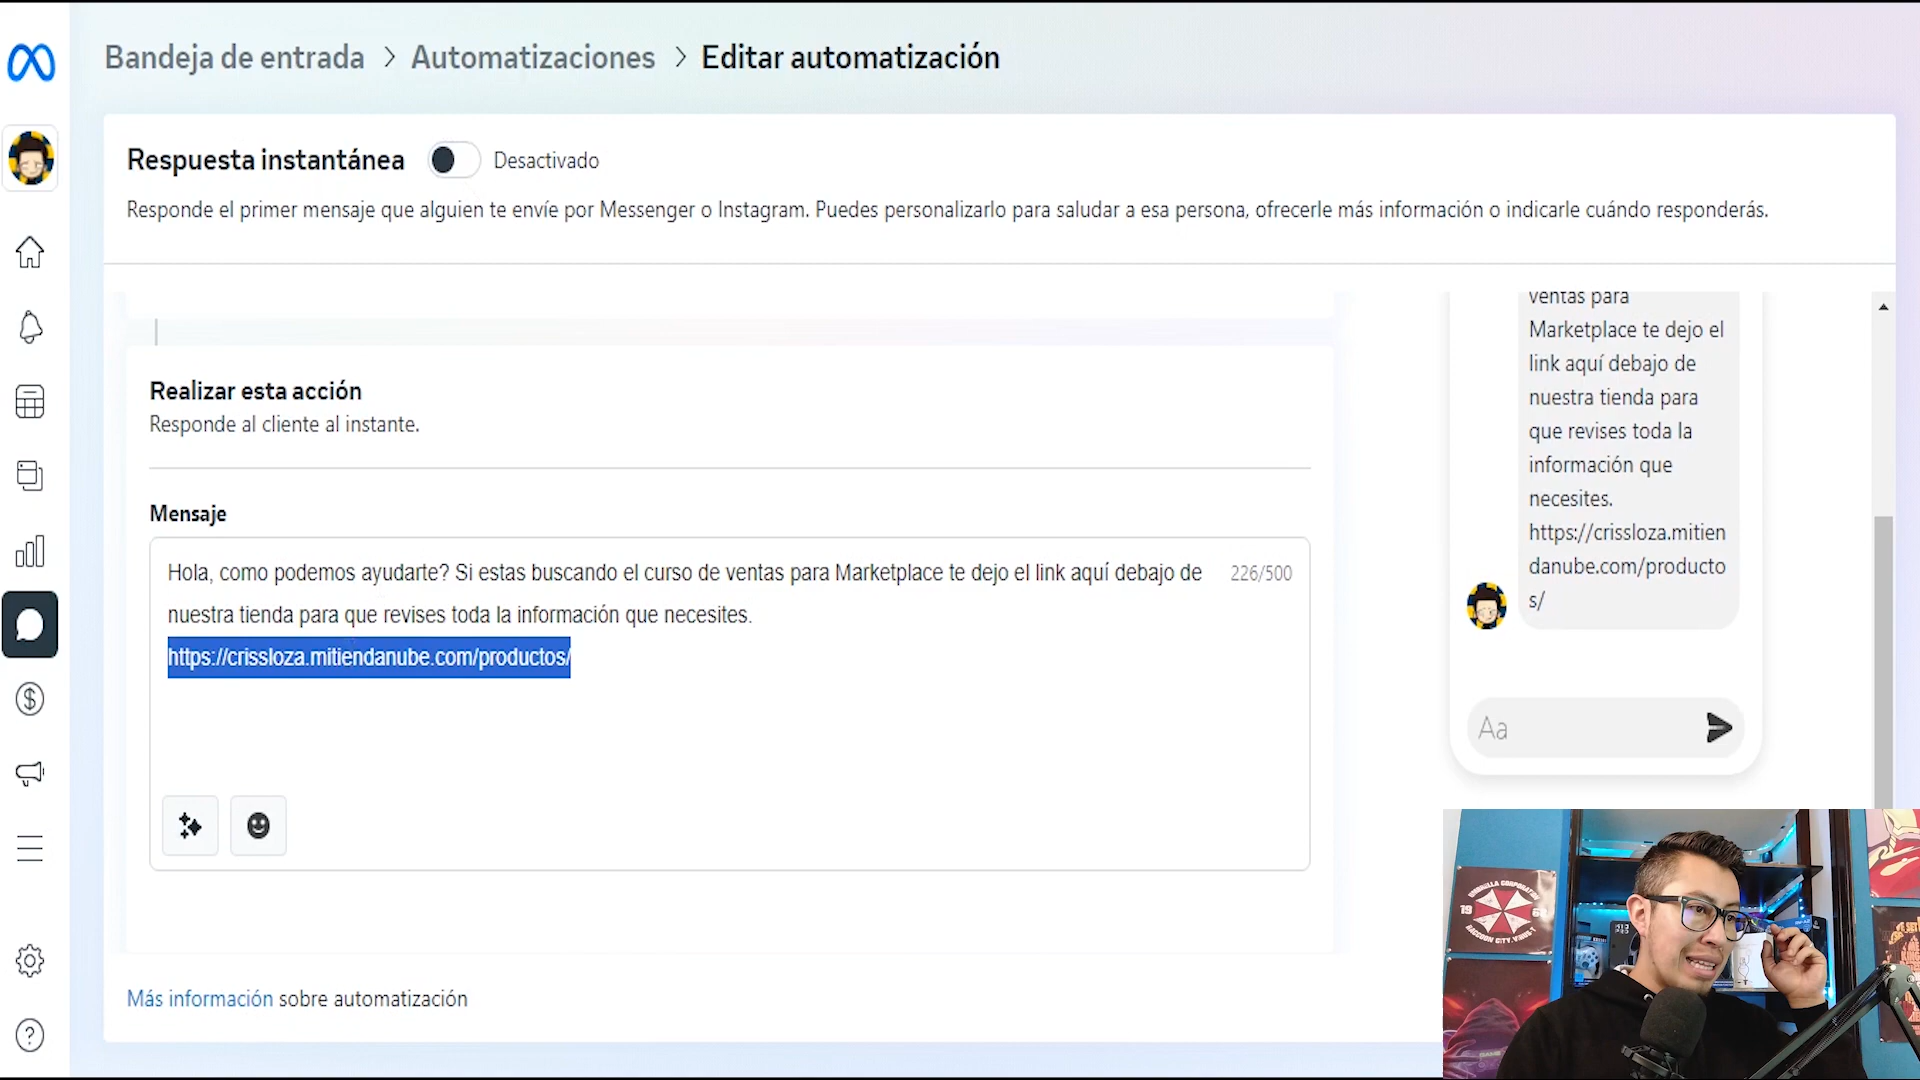 Bandeja de entrada > Automatizaciones > Editar automatización
Respuesta instantánea Desactivado
Responde el primer mensaje que alguien te envíe por Messenger o Instagram. Puedes personalizarlo para saludar a esa persona, ofrecerle más información o indicarle cuándo responderás.
Realizar esta acción
Responde al cliente al instante.
Mensaje
Hola, como podemos ayudarte? Si estas buscando el curso de ventas para Marketplace te dejo el link aquí debajo de
226/500
nuestra tienda para que revises toda la información que necesites.
https://crissloza.mitiendanube.com/productos/
Más información sobre automatización
ventas para
Marketplace te dejo el
link aquí debajo de
nuestra tienda para
que revises toda la
información que
necesites.
https://crissloza.mitien
danube.com/producto
s/
Aa
UMBRELLA CORPORATION
19
RACCOON CITY